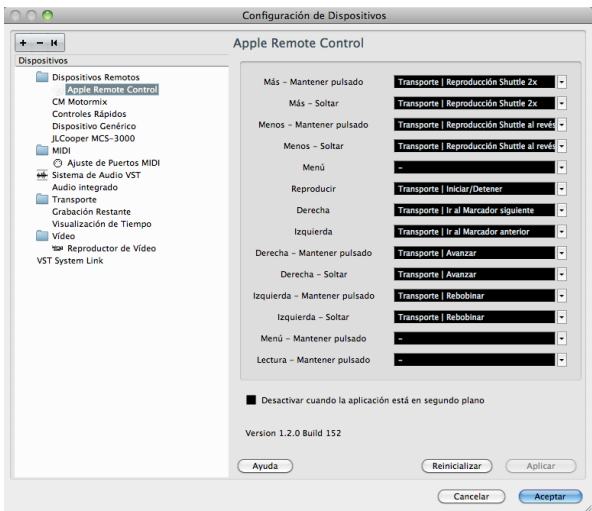 Configuración de Dispositivos
Dispositivos
Dispositivos Remotos
Apple Remote Control
CM Motormix
Controles Rápidos
Dispositivo Genérico
JLCooper MCS-3000
MIDI
Ajuste de Puertos MIDI
Sistema de Audio VST
Audio integrado
Transporte
Grabación Restante
Visualización de Tiempo
Vídeo
Reproductor de Vídeo
VST System Link
Apple Remote Control
Más - Mantener pulsado Transporte | Reproducción Shuttle 2x
Más - Soltar Transporte | Reproducción Shuttle 2x
Menos - Mantener pulsado Transporte | Reproducción Shuttle al revés
Menos - Soltar Transporte | Reproducción Shuttle al revés
Menú -
Reproducir Transporte | Iniciar/Detener
Derecha Transporte | Ir al Marcador siguiente
Izquierda Transporte | Ir al Marcador anterior
Derecha - Mantener pulsado Transporte | Avanzar
Derecha - Soltar Transporte | Avanzar
Izquierda - Mantener pulsado Transporte | Rebobinar
Izquierda - Soltar Transporte | Rebobinar
Menú - Mantener pulsado -
Lectura - Mantener pulsado -
Desactivar cuando la aplicación está en segundo plano
Version 1.2.0 Build 152
Ayuda Reinicializar Aplicar
Cancelar Aceptar